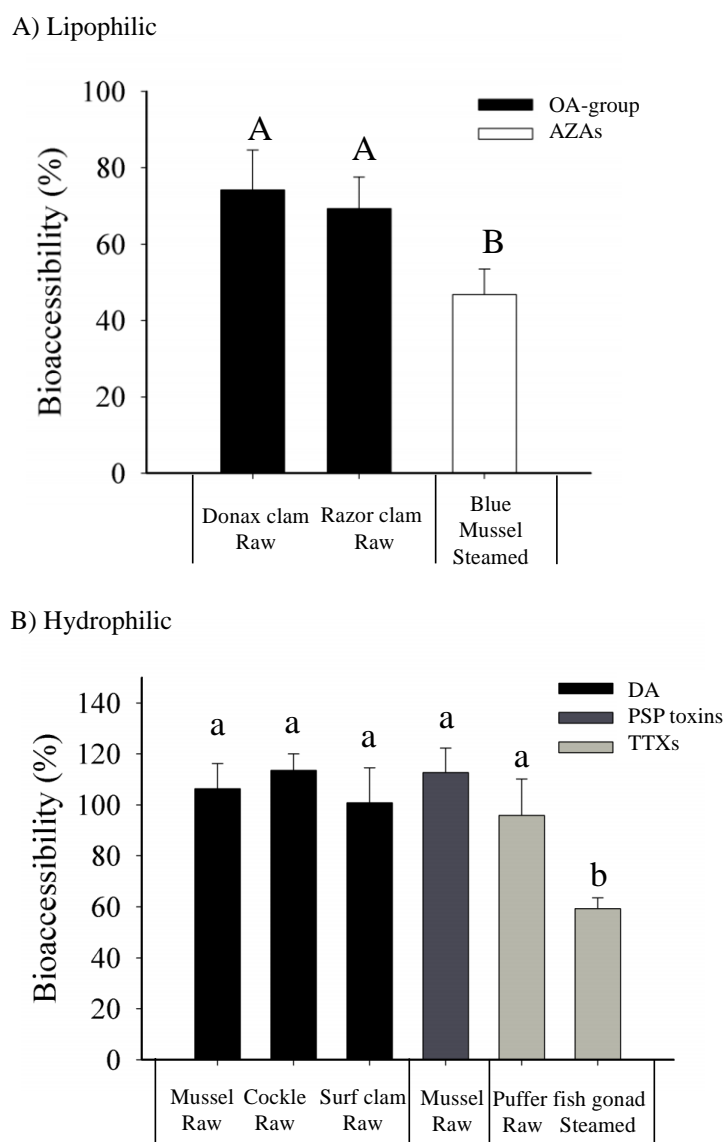 A) Lipophilic
100
80
60
40
20
0
Bioaccessibility (%)
OA-group
AZAs
A
A
B
Donax clam Razor clam
Raw Raw
Blue
Mussel
Steamed
B) Hydrophilic
140
120
100
80
60
40
20
0
Bioaccessibility (%)
DA
PSP toxins
TTXs
a
a
a
a
a
b
Mussel Cockle Surf clam Mussel Puffer fish gonad
Raw Raw Raw Raw Raw Steamed